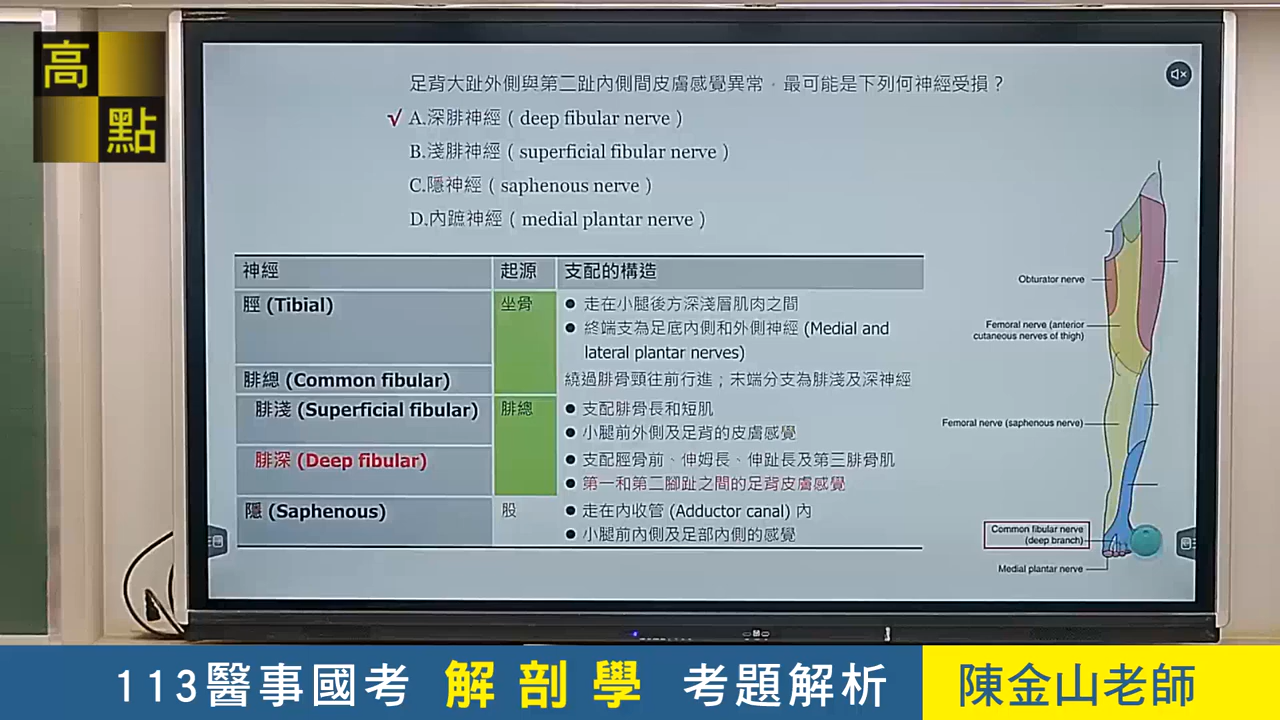 高
點
足背大趾外側與第二趾內側間皮膚感覺異常，最可能是下列何神經受損？
√ A.深腓神經（deep fibular nerve）
B.淺腓神經（superficial fibular nerve）
C.隱神經（saphenous nerve）
D.內蹠神經（medial plantar nerve）
神經 起源 支配的構造
脛 (Tibial) 坐骨 ● 走在小腿後方深淺層肌肉之間
● 終端支為足底內側和外側神經 (Medial and
lateral plantar nerves)
腓總 (Common fibular) 繞過腓骨頸往前行進；末端分支為腓淺及深神經
腓淺 (Superficial fibular) 腓總 ● 支配腓骨長和短肌
● 小腿前外側及足背的皮膚感覺
腓深 (Deep fibular) ● 支配脛骨前、伸姆長、伸趾長及第三腓骨肌
● 第一和第二腳趾之間的足背皮膚感覺
隱 (Saphenous) 股 ● 走在內收管 (Adductor canal) 內
● 小腿前內側及足部內側的感覺
Obturator nerve
Femoral nerve (anterior
cutaneous nerves of thigh)
Femoral nerve (saphenous nerve)
Common fibular nerve
(deep branch)
Medial plantar nerve
113醫事國考 解剖學 考題解析 陳金山老師